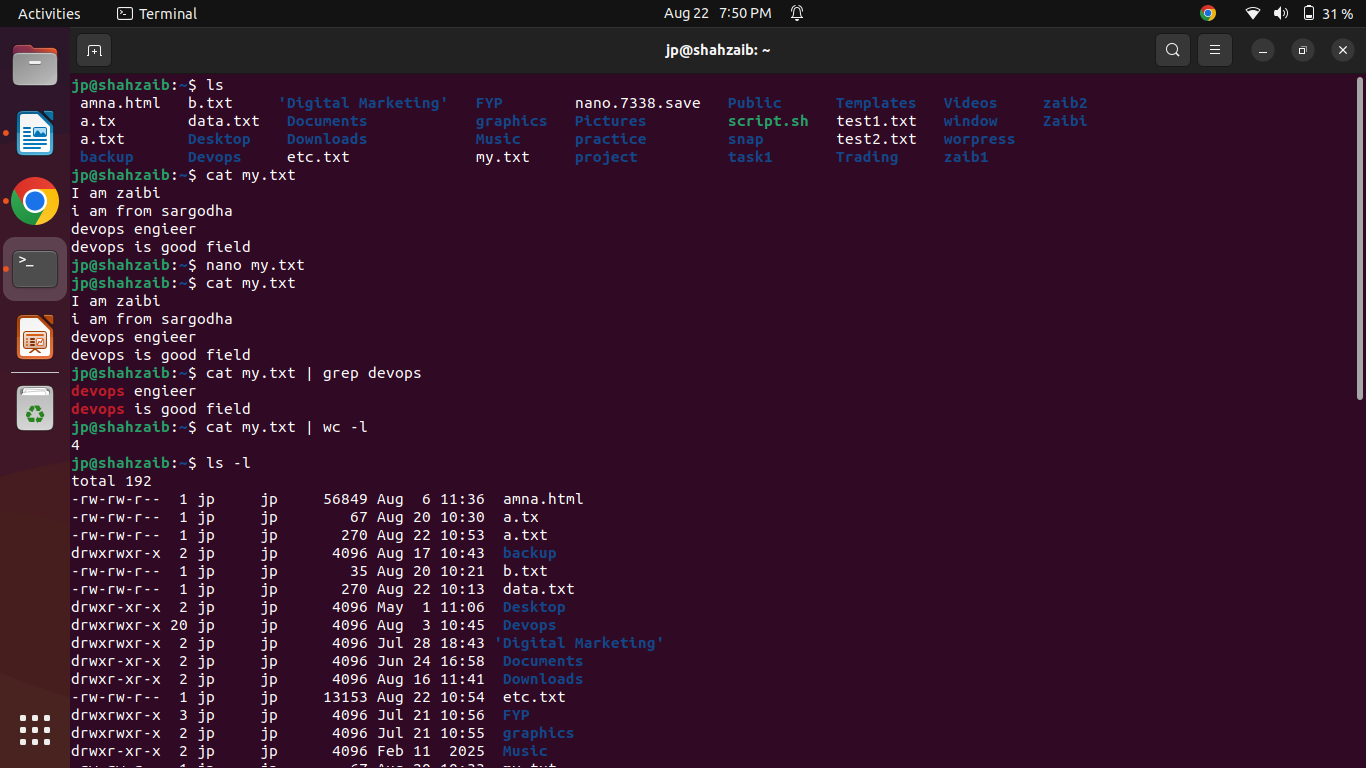 Activities Terminal Aug 22 7:50 PM 31 %
jp@shahzaib: ~
jp@shahzaib:~$ ls
amna.html b.txt 'Digital Marketing' FYP nano.7338.save Public Templates Videos zaib2
a.tx data.txt Documents graphics Pictures script.sh test1.txt window Zaibi
a.txt Desktop Downloads Music practice snap test2.txt worpress
backup Devops etc.txt my.txt project task1 Trading zaib1
jp@shahzaib:~$ cat my.txt
I am zaibi
i am from sargodha
devops engieer
devops is good field
jp@shahzaib:~$ nano my.txt
jp@shahzaib:~$ cat my.txt
I am zaibi
i am from sargodha
devops engieer
devops is good field
jp@shahzaib:~$ cat my.txt | grep devops
devops engieer
devops is good field
jp@shahzaib:~$ cat my.txt | wc -l
4
jp@shahzaib:~$ ls -l
total 192
-rw-rw-r-- 1 jp jp 56849 Aug 6 11:36 amna.html
-rw-rw-r-- 1 jp jp 67 Aug 20 10:30 a.tx
-rw-rw-r-- 1 jp jp 270 Aug 22 10:53 a.txt
drwxrwxr-x 2 jp jp 4096 Aug 17 10:43 backup
-rw-rw-r-- 1 jp jp 35 Aug 20 10:21 b.txt
-rw-rw-r-- 1 jp jp 270 Aug 22 10:13 data.txt
drwxr-xr-x 2 jp jp 4096 May 1 11:06 Desktop
drwxrwxr-x 20 jp jp 4096 Aug 3 10:45 Devops
drwxrwxr-x 2 jp jp 4096 Jul 28 18:43 'Digital Marketing'
drwxr-xr-x 2 jp jp 4096 Jun 24 16:58 Documents
drwxr-xr-x 2 jp jp 4096 Aug 16 11:41 Downloads
-rw-rw-r-- 1 jp jp 13153 Aug 22 10:54 etc.txt
drwxrwxr-x 3 jp jp 4096 Jul 21 10:56 FYP
drwxrwxr-x 2 jp jp 4096 Jul 21 10:55 graphics
drwxr-xr-x 2 jp jp 4096 Feb 11 2025 Music